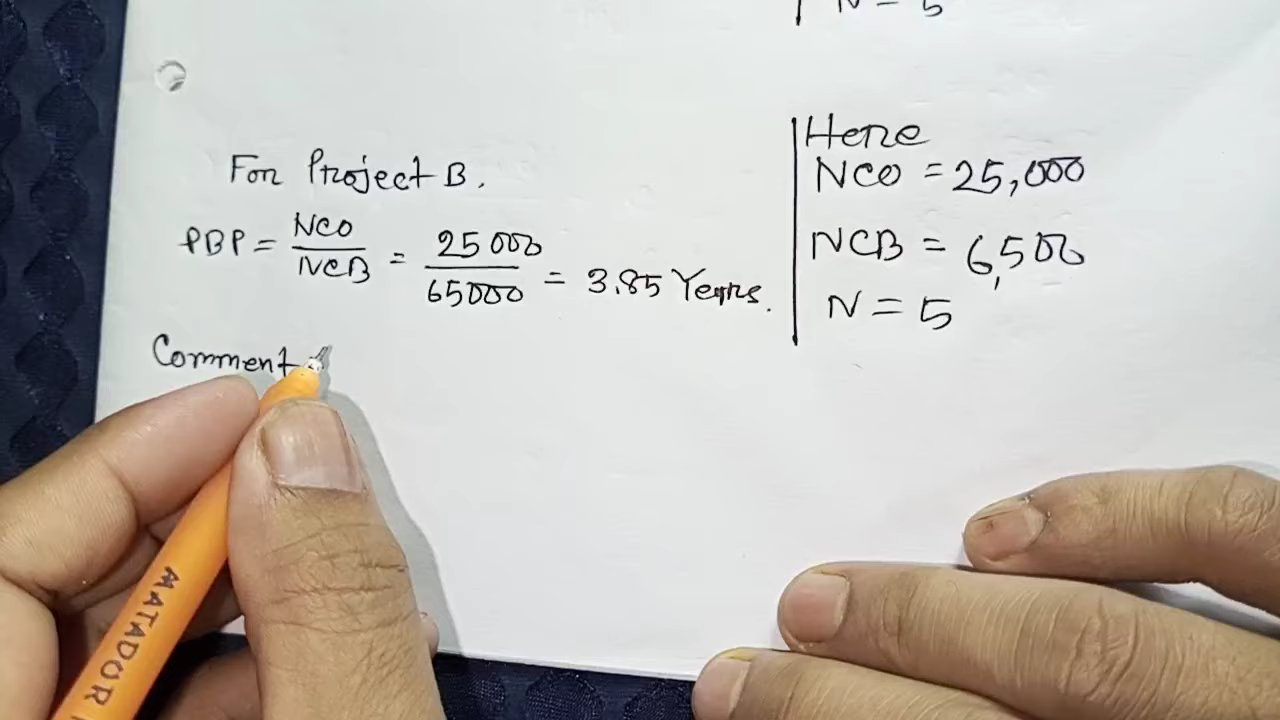 N = 5
Here
For Project B.
NCO = 25,000
PBP = NCO / NCB = 25000 / 65000 = 3.85 Years.
NCB = 6,500
N = 5
Comment
MATADOR